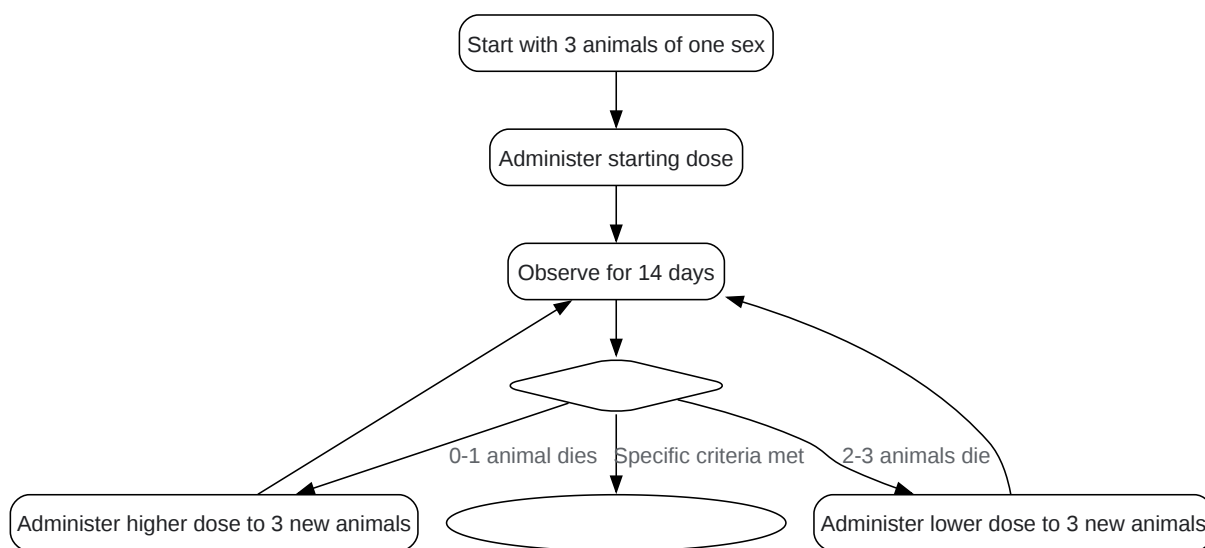 Start with 3 animals of one sex
Administer starting dose
Observe for 14 days
0-1 animal dies
Specific criteria met
2-3 animals die
Administer higher dose to 3 new animals
Administer lower dose to 3 new animals